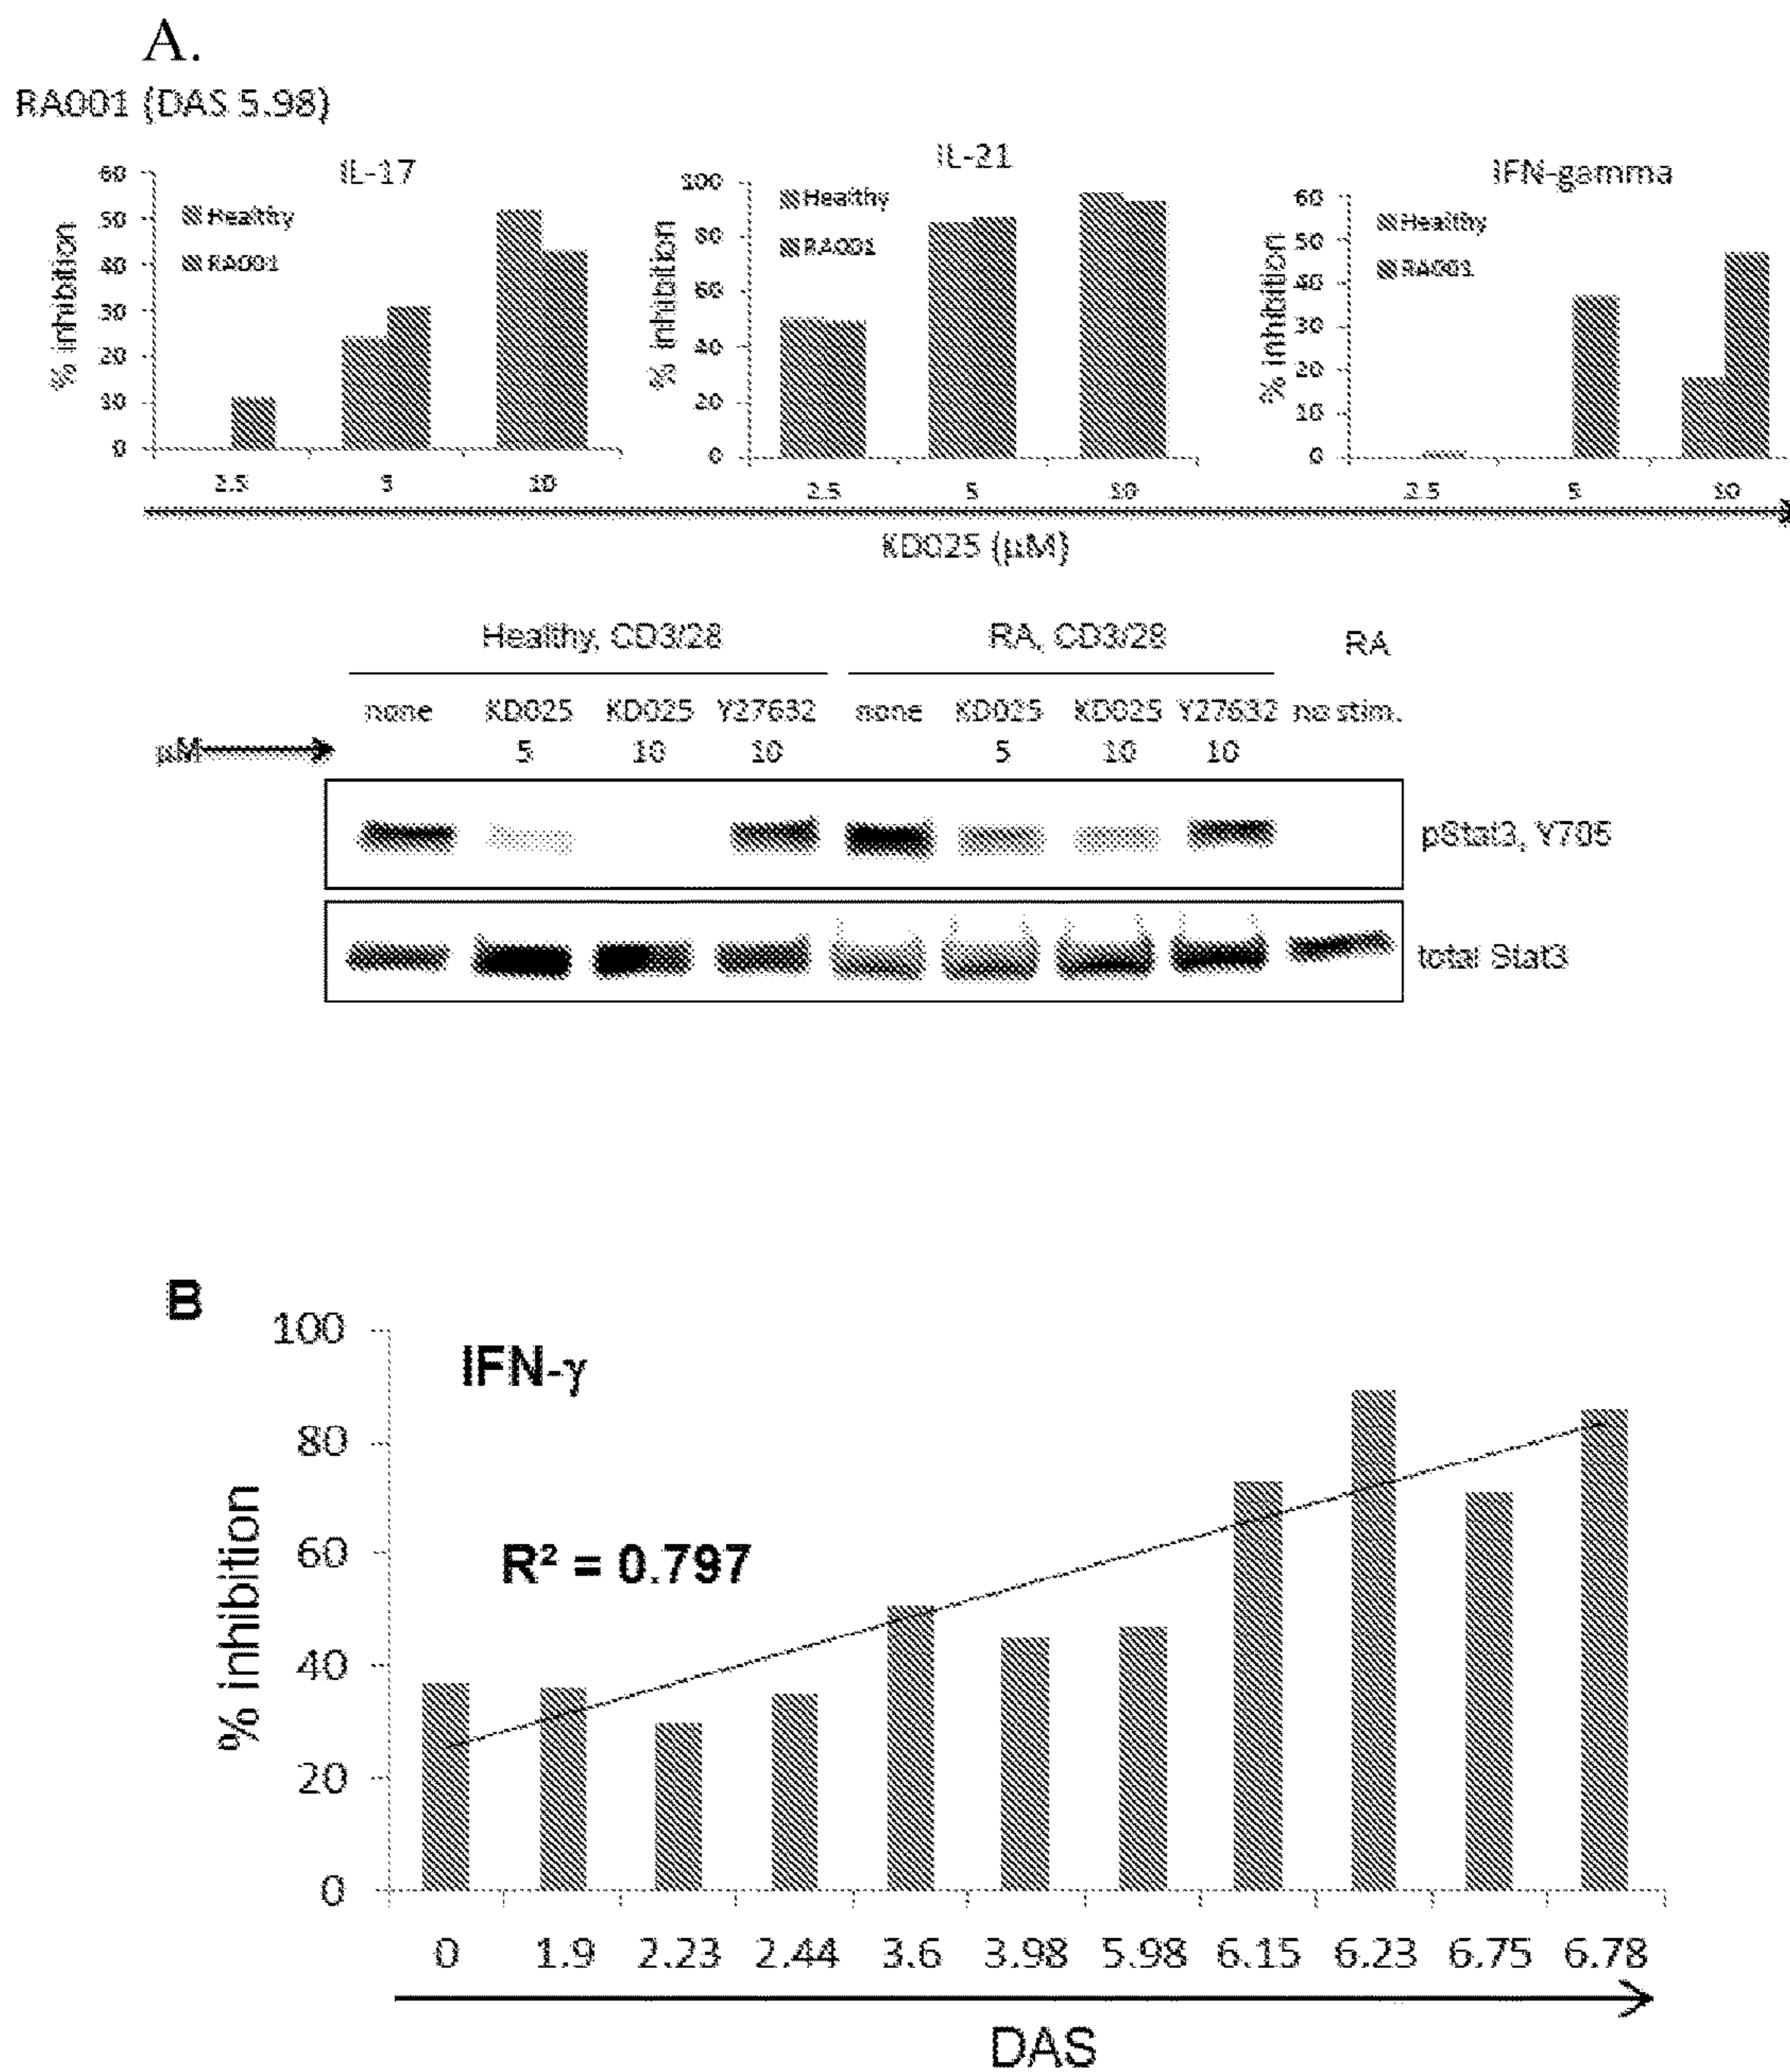 A.
RA001 (DAS 5.98)
IL-17
% inhibition
60
50
40
30
20
10
0
Healthy
RA001
2.5
5
10
IL-21
% inhibition
100
80
60
40
20
0
Healthy
RA001
2.5
5
10
IFN-gamma
% inhibition
60
50
40
30
20
10
0
Healthy
RA001
2.5
5
10
KD025 (µM)
Healthy, CD3/28
RA, CD3/28
RA
none KD025 KD025 Y27632 none KD025 KD025 Y27632 no stim.
µM 5 10 10 5 10 10
pStat3, Y705
total Stat3
B
IFN-γ
R² = 0.797
% inhibition
100
80
60
40
20
0
0 1.9 2.23 2.44 3.6 3.98 5.98 6.15 6.23 6.75 6.78
DAS